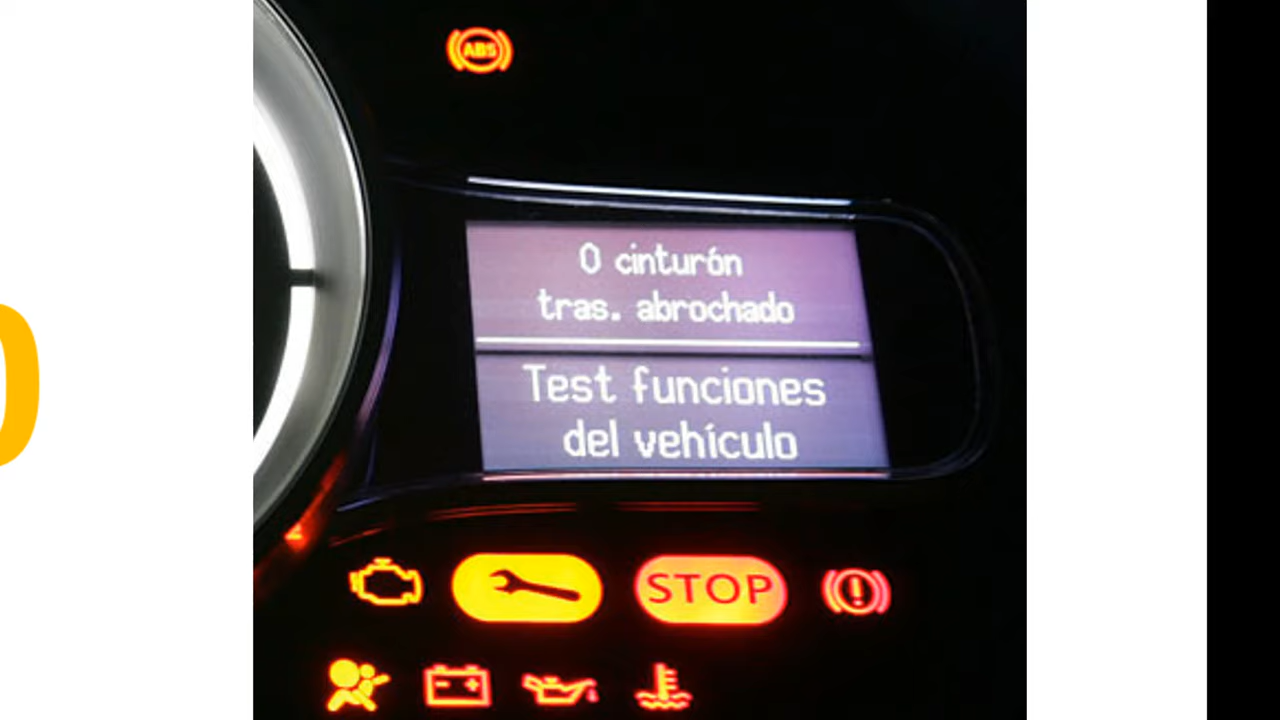 ABS
0 cinturón
tras. abrochado
Test funciones
del vehículo
STOP